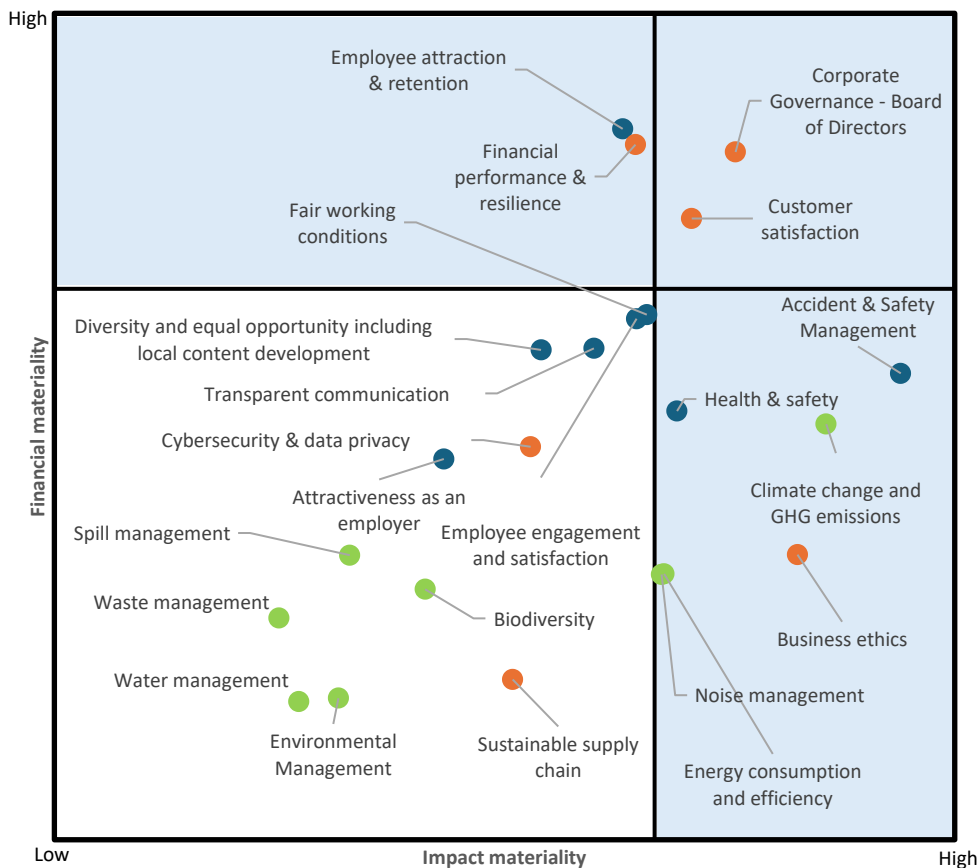 High
Employee attraction
& retention
Corporate
Governance - Board
of Directors
Financial
performance &
resilience
Fair working
conditions
Customer
satisfaction
Accident & Safety
Management
Diversity and equal opportunity including
local content development
Transparent communication
Health & safety
Cybersecurity & data privacy
Attractiveness as an
employer
Climate change and
GHG emissions
Spill management
Employee engagement
and satisfaction
Waste management
Biodiversity
Business ethics
Water management
Noise management
Environmental
Management
Sustainable supply
chain
Energy consumption
and efficiency
Financial materiality
Low
Impact materiality
High